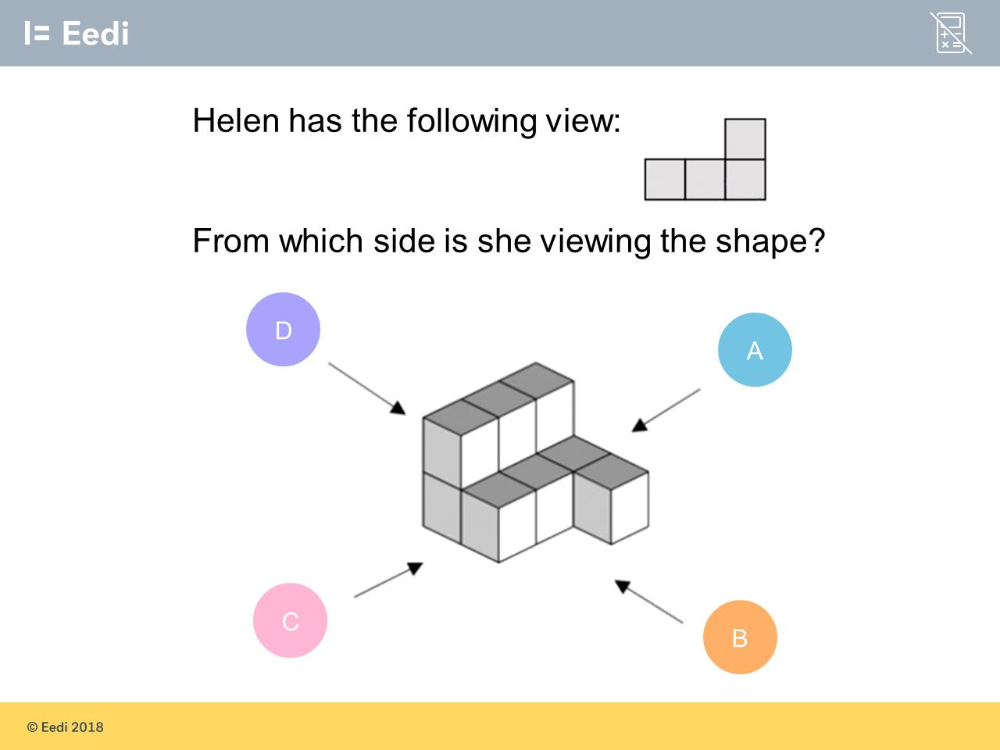 Eedi
Helen has the following view:
From which side is she viewing the shape?
D
A
C
B
© Eedi 2018